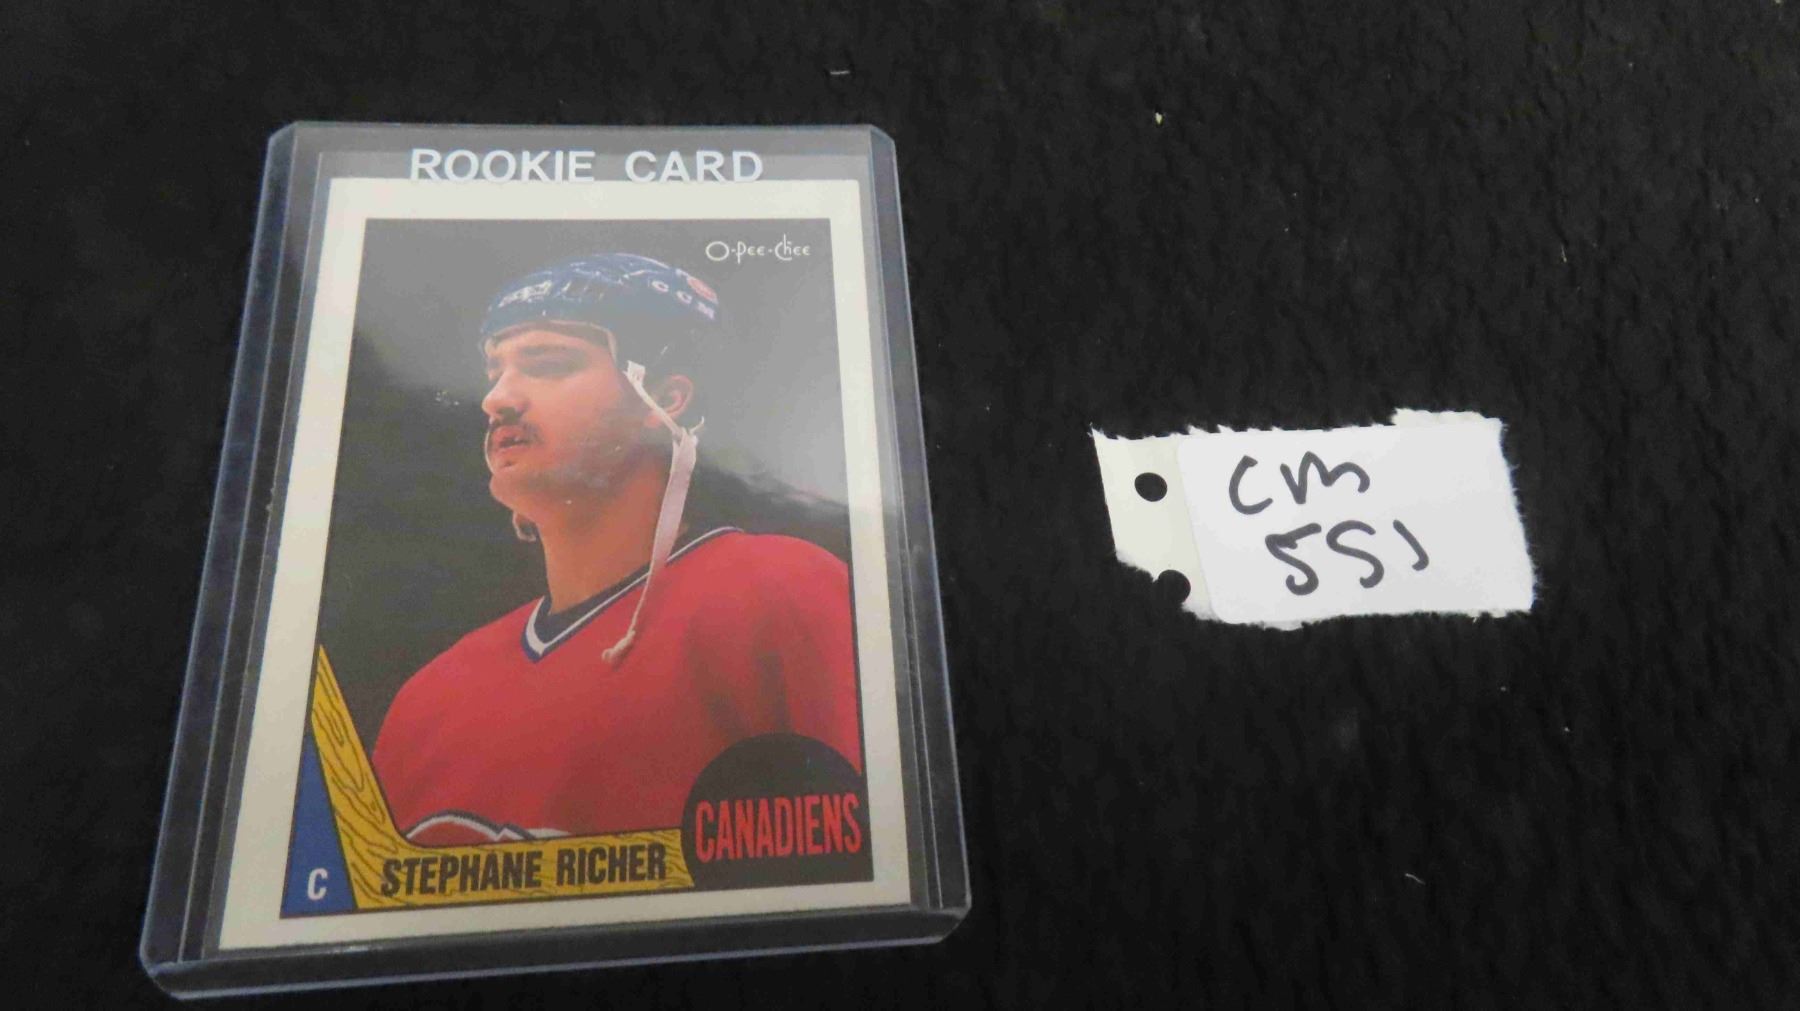 ROOKIE CARD
O-Pee-Chee
CCM
C
STEPHANE RICHER
CANADIENS
CM
551